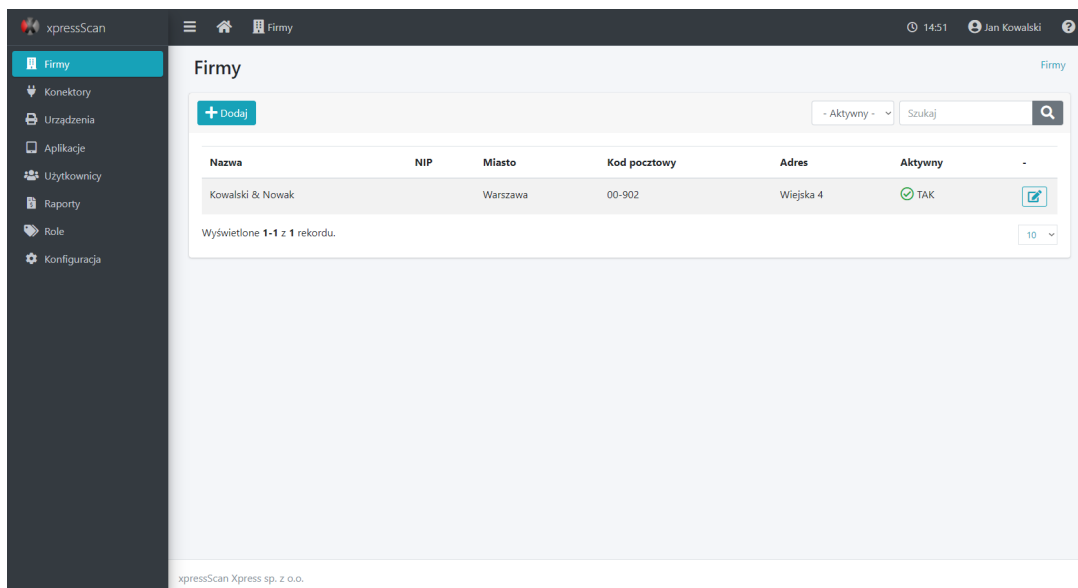 xpressScan
Firmy
14:51
Jan Kowalski
Firmy
Konektory
Urządzenia
Aplikacje
Użytkownicy
Raporty
Role
Konfiguracja
Firmy
Firmy
Dodaj
- Aktywny -
Szukaj
Nazwa NIP Miasto Kod pocztowy Adres Aktywny -
Kowalski & Nowak Warszawa 00-902 Wiejska 4 TAK
Wyświetlone 1-1 z 1 rekordu.
10
xpressScan Xpress sp. z o.o.